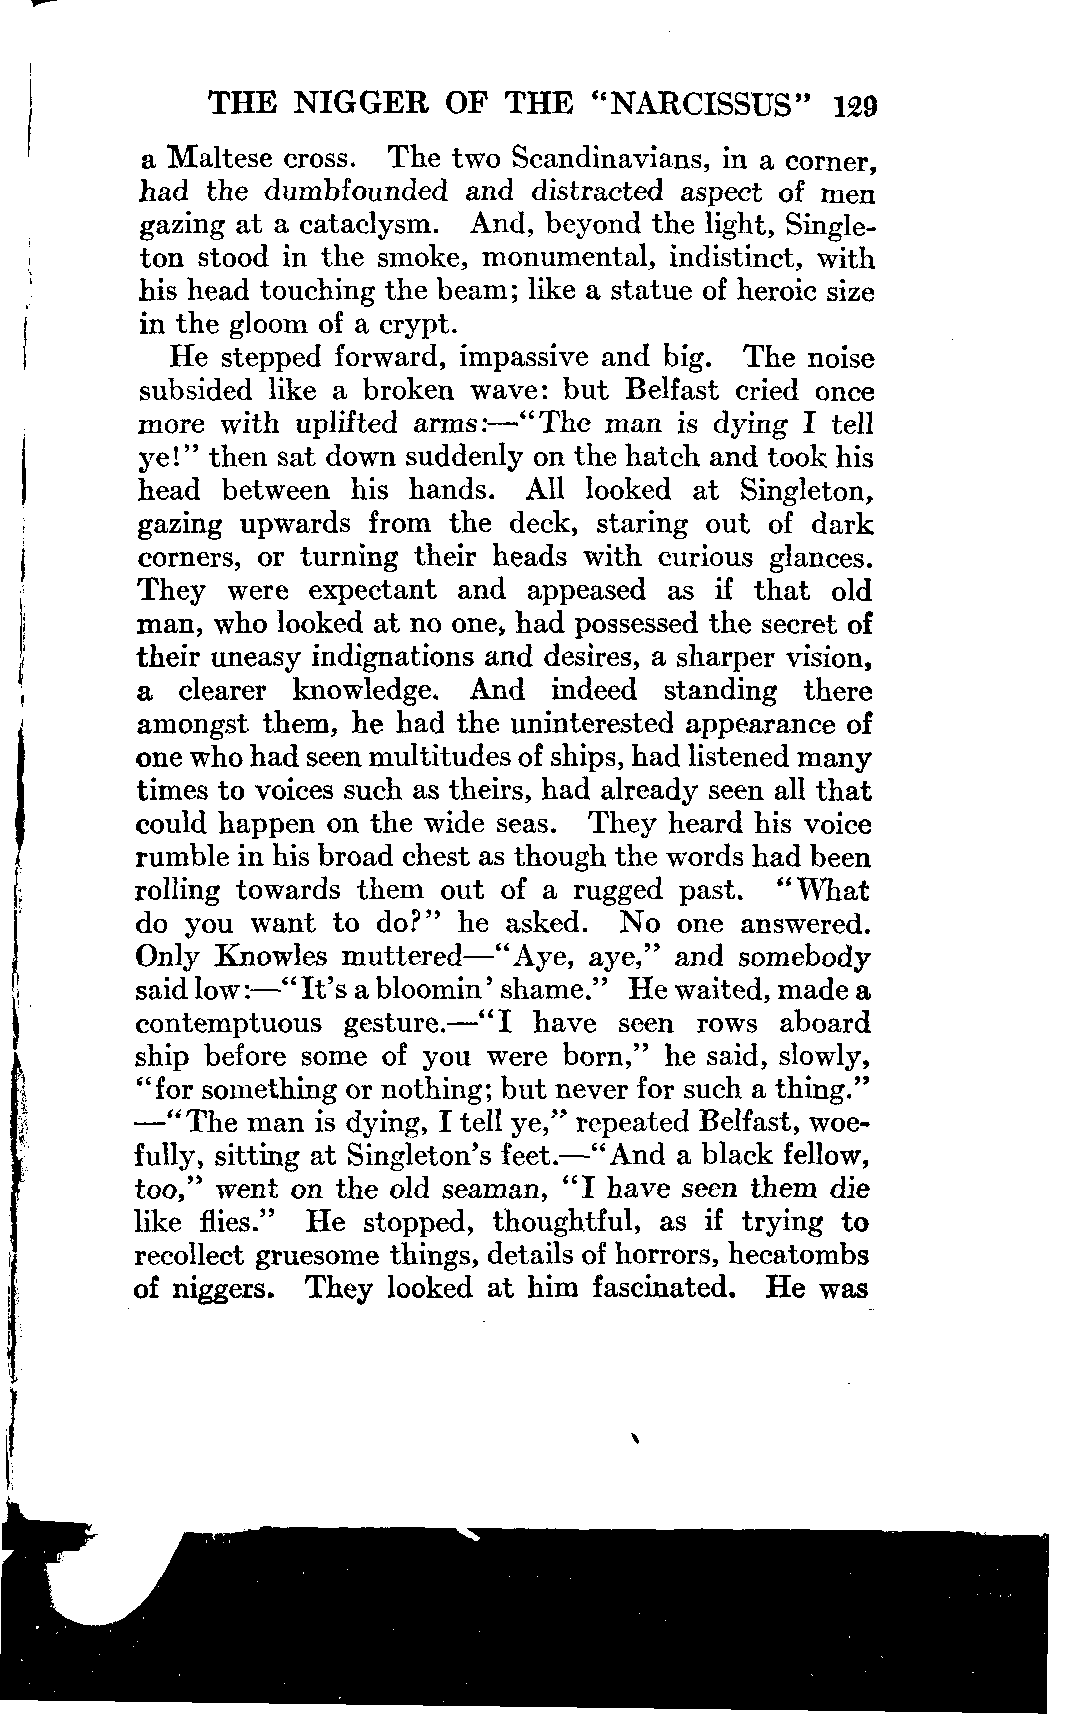 THE NIGGER OF THE "NARCISSUS" 129
a Maltese cross. The two Scandinavians, in a corner,
had the dumbfounded and distracted aspect of men
gazing at a cataclysm. And, beyond the light, Single-
ton stood in the smoke, monumental, indistinct, with
his head touching the beam; like a statue of heroic size
in the gloom of a crypt.
He stepped forward, impassive and big. The noise
subsided like a broken wave: but Belfast cried once
more with uplifted arms:—"The man is dying I tell
ye!" then sat down suddenly on the hatch and took his
head between his hands. All looked at Singleton,
gazing upwards from the deck, staring out of dark
corners, or turning their heads with curious glances.
They were expectant and appeased as if that old
man, who looked at no one, had possessed the secret of
their uneasy indignations and desires, a sharper vision,
a clearer knowledge. And indeed standing there
amongst them, he had the uninterested appearance of
one who had seen multitudes of ships, had listened many
times to voices such as theirs, had already seen all that
could happen on the wide seas. They heard his voice
rumble in his broad chest as though the words had been
rolling towards them out of a rugged past. "What
do you want to do?" he asked. No one answered.
Only Knowles muttered—"Aye, aye," and somebody
said low:—"It's a bloomin' shame." He waited, made a
contemptuous gesture.—"I have seen rows aboard
ship before some of you were born," he said, slowly,
"for something or nothing; but never for such a thing."
—"The man is dying, I tell ye," repeated Belfast, woe-
fully, sitting at Singleton's feet.—"And a black fellow,
too," went on the old seaman, "I have seen them die
like flies." He stopped, thoughtful, as if trying to
recollect gruesome things, details of horrors, hecatombs
of niggers. They looked at him fascinated. He was